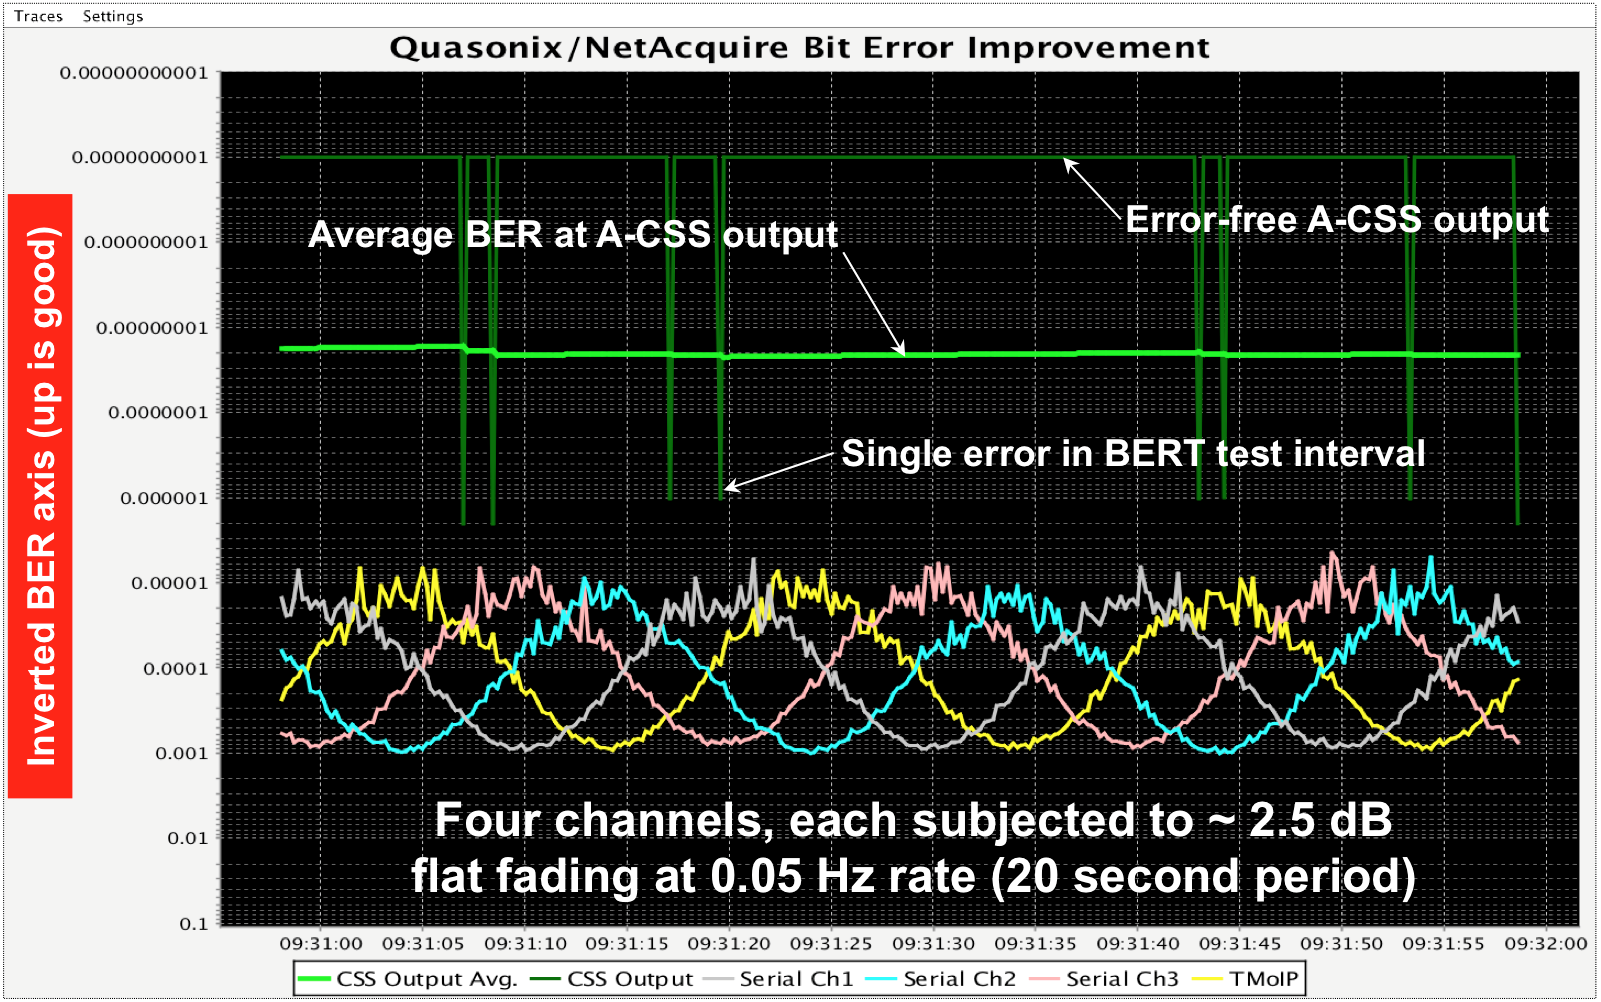 Traces Settings
Quasonix/NetAcquire Bit Error Improvement
0.00000000001
0.0000000001
0.000000001
0.00000001
0.0000001
0.000001
0.00001
0.0001
0.001
0.01
0.1
Inverted BER axis (up is good)
Average BER at A-CSS output
Error-free A-CSS output
Single error in BERT test interval
Four channels, each subjected to ~ 2.5 dB
flat fading at 0.05 Hz rate (20 second period)
09:31:00 09:31:05 09:31:10 09:31:15 09:31:20 09:31:25 09:31:30 09:31:35 09:31:40 09:31:45 09:31:50 09:31:55 09:32:00
CSS Output Avg. CSS Output Serial Ch1 Serial Ch2 Serial Ch3 TMoIP